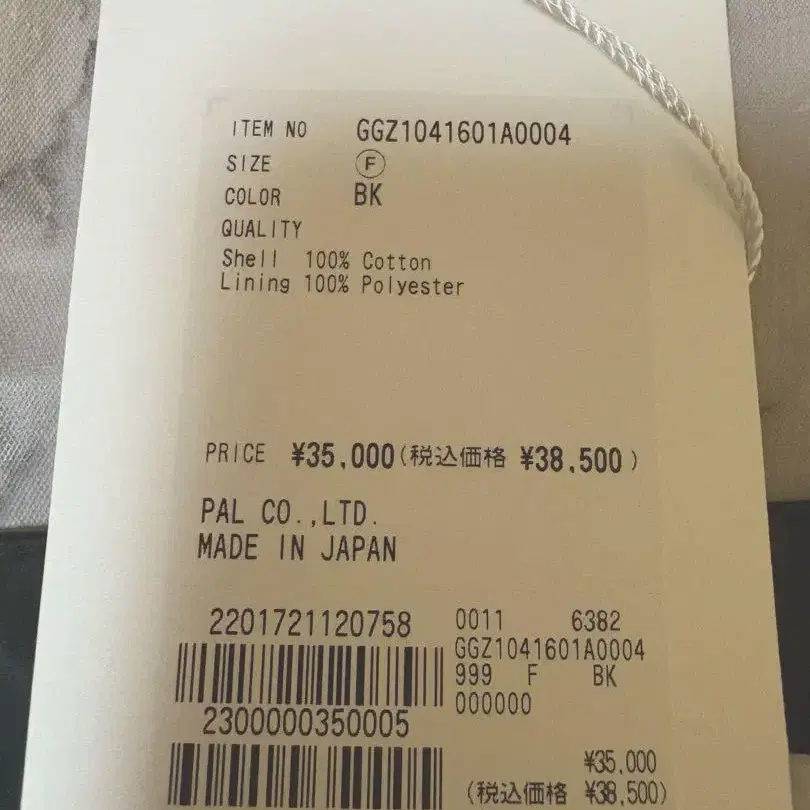 ITEM NO GGZ1041601A0004
SIZE Ⓕ
COLOR BK
QUALITY
Shell 100% Cotton
Lining 100% Polyester
PRICE ¥35,000(税込価格 ¥38,500)
PAL CO.,LTD.
MADE IN JAPAN
2201721120758
0011 6382
GGZ1041601A0004
999 F BK
000000
2300000350005
¥35,000
(税込価格 ¥38,500)